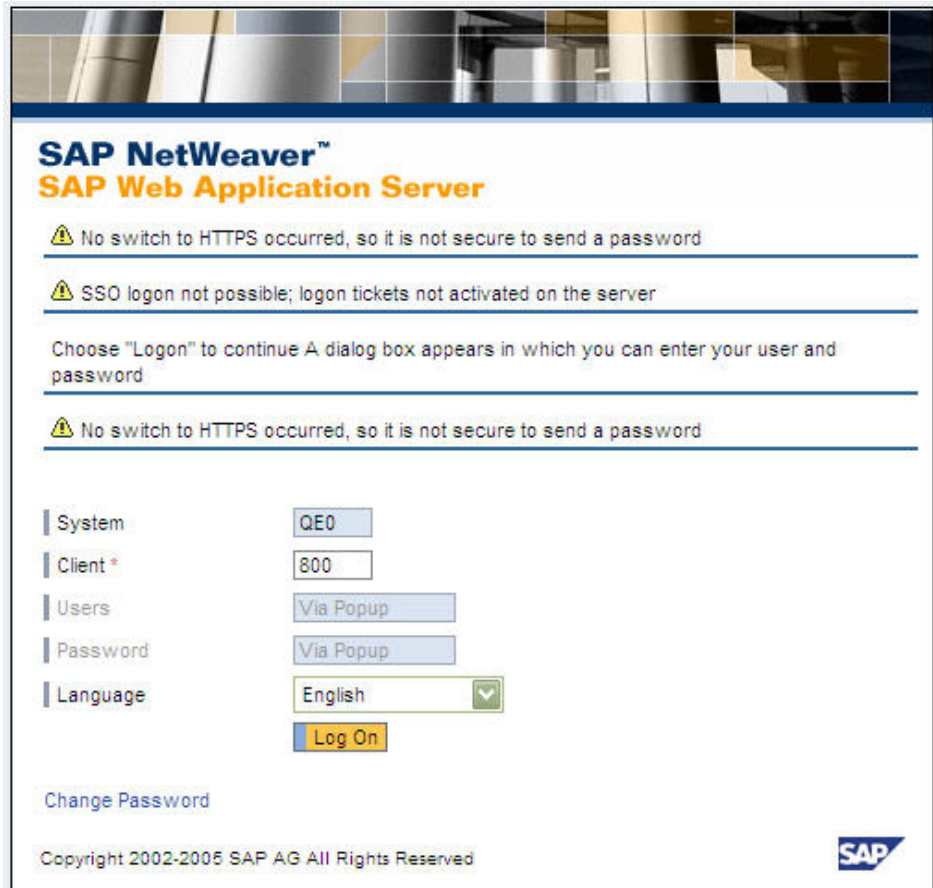 SAP NetWeaver™
SAP Web Application Server
No switch to HTTPS occurred, so it is not secure to send a password
SSO logon not possible; logon tickets not activated on the server
Choose "Logon" to continue A dialog box appears in which you can enter your user and
password
No switch to HTTPS occurred, so it is not secure to send a password
System QE0
Client * 800
Users Via Popup
Password Via Popup
Language English
Log On
Change Password
Copyright 2002-2005 SAP AG All Rights Reserved
SAP